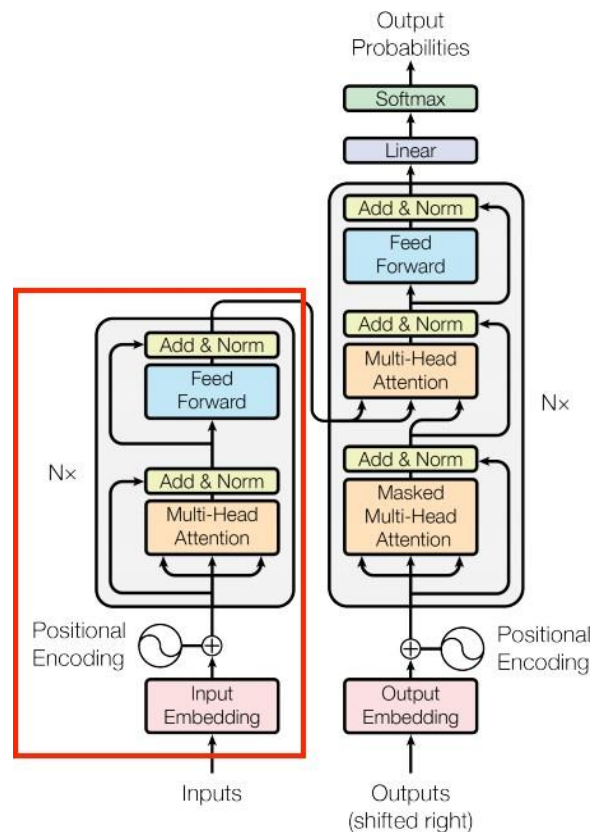 Output
Probabilities
Softmax
Linear
Add & Norm
Feed
Forward
Add & Norm
Multi-Head
Attention
Nx
Add & Norm
Masked
Multi-Head
Attention
Positional
Encoding
Output
Embedding
Outputs
(shifted right)
Add & Norm
Feed
Forward
Nx
Add & Norm
Multi-Head
Attention
Positional
Encoding
Input
Embedding
Inputs